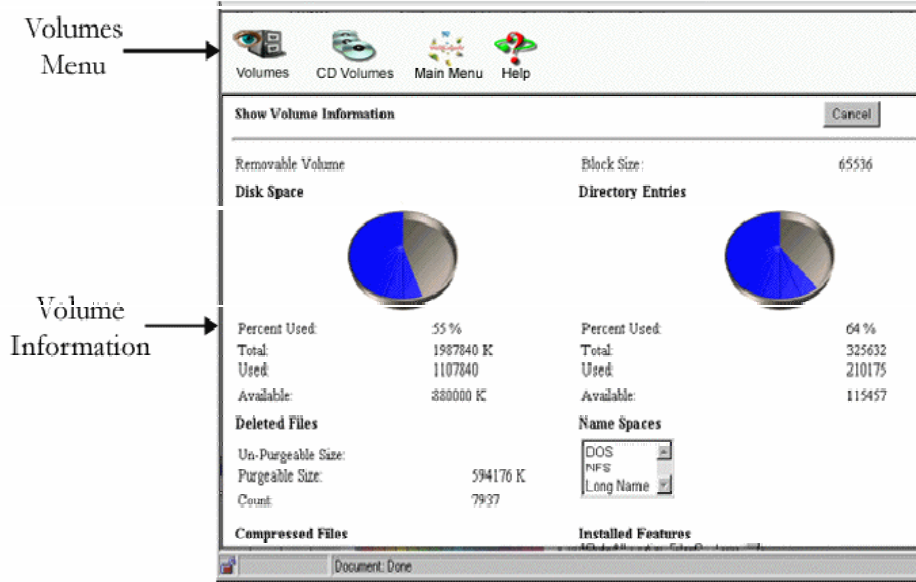 Volumes
Menu
Volumes CD Volumes Main Menu Help
Show Volume Information Cancel
Removable Volume Block Size: 65536
Disk Space Directory Entries
Volume
Information
Percent Used: 55 % Percent Used: 64 %
Total: 1987840 K Total: 325632
Used: 1107840 Used: 210175
Available: 880000 K Available: 115457
Deleted Files Name Spaces
Un-Purgeable Size: DOS
Purgeable Size: 594176 K NFS
Long Name
Count: 7937
Compressed Files Installed Features
Document: Done